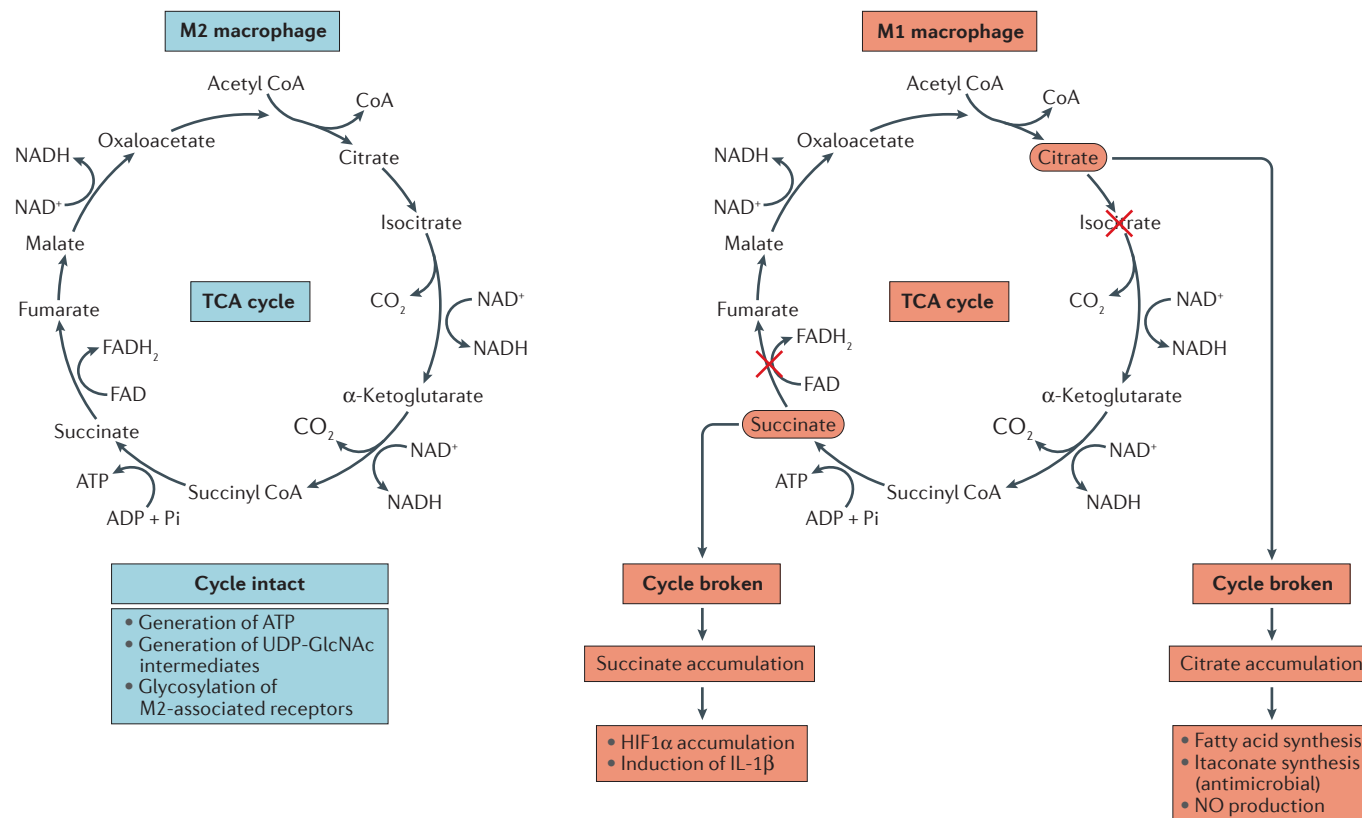 M2 macrophage
Acetyl CoA
CoA
Oxaloacetate
Citrate
NADH
NAD⁺
Isocitrate
Malate
TCA cycle
CO₂
NAD⁺
Fumarate
NADH
FADH₂
FAD
α-Ketoglutarate
Succinate
CO₂
NAD⁺
ATP
Succinyl CoA
NADH
ADP + Pi
Cycle intact
• Generation of ATP
• Generation of UDP-GlcNAc
intermediates
• Glycosylation of
M2-associated receptors
M1 macrophage
Acetyl CoA
CoA
Oxaloacetate
Citrate
NADH
NAD⁺
Isocitrate
Malate
TCA cycle
CO₂
NAD⁺
Fumarate
NADH
FADH₂
FAD
α-Ketoglutarate
Succinate
CO₂
NAD⁺
ATP
Succinyl CoA
NADH
ADP + Pi
Cycle broken
Succinate accumulation
• HIF1α accumulation
• Induction of IL-1β
Cycle broken
Citrate accumulation
• Fatty acid synthesis
• Itaconate synthesis
(antimicrobial)
• NO production